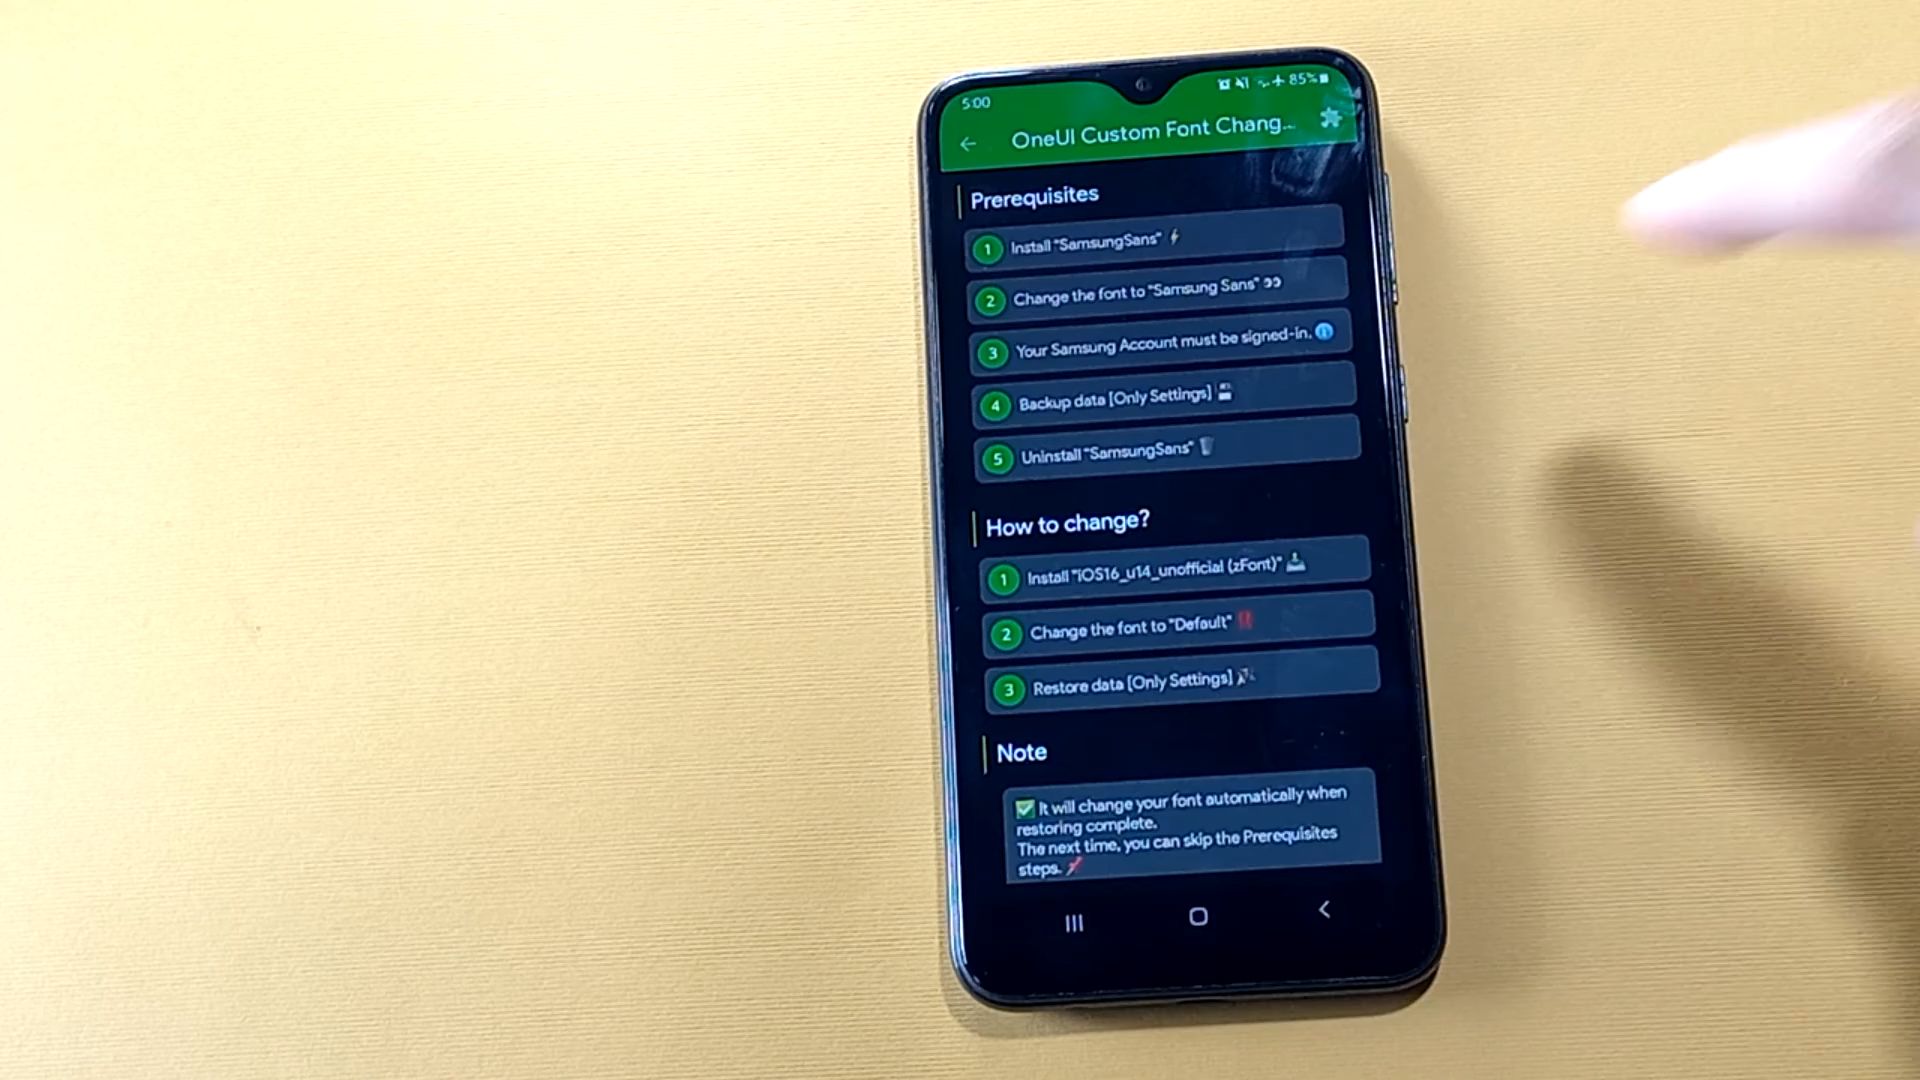 5:00
85%
OneUI Custom Font Chang...
Prerequisites
1 Install "SamsungSans" ⚡
2 Change the font to "Samsung Sans" 👀
3 Your Samsung Account must be signed-in. ℹ️
4 Backup data [Only Settings] 💾
5 Uninstall "SamsungSans" 🗑
How to change?
1 Install "iOS16_u14_unofficial (zFont)" 📥
2 Change the font to "Default" ‼️
3 Restore data [Only Settings] 🎉
Note
✅ It will change your font automatically when
restoring complete.
The next time, you can skip the Prerequisites
steps. 📌